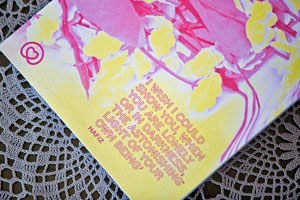 I WISH I COULD
SHOW YOU, WHEN
YOU ARE LONELY
OR IN DARKNESS,
THE ASTONISHING
LIGHT OF YOUR
OWN BEING
HAFIZ